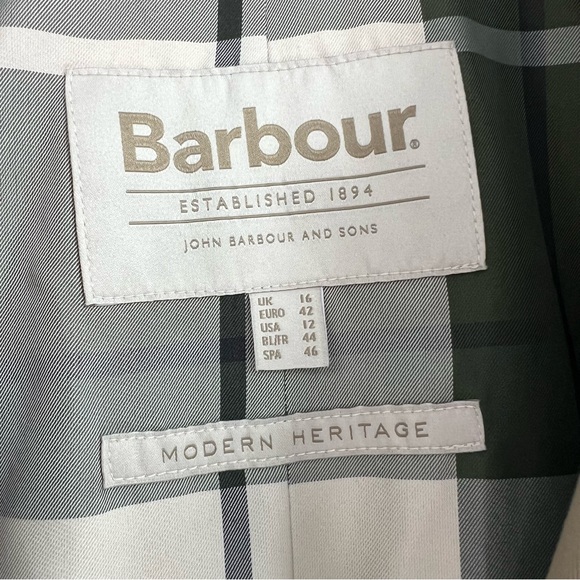 Barbour®
ESTABLISHED 1894
JOHN BARBOUR AND SONS
UK 16
EURO 42
USA 12
BL/FR 44
SPA 46
MODERN HERITAGE